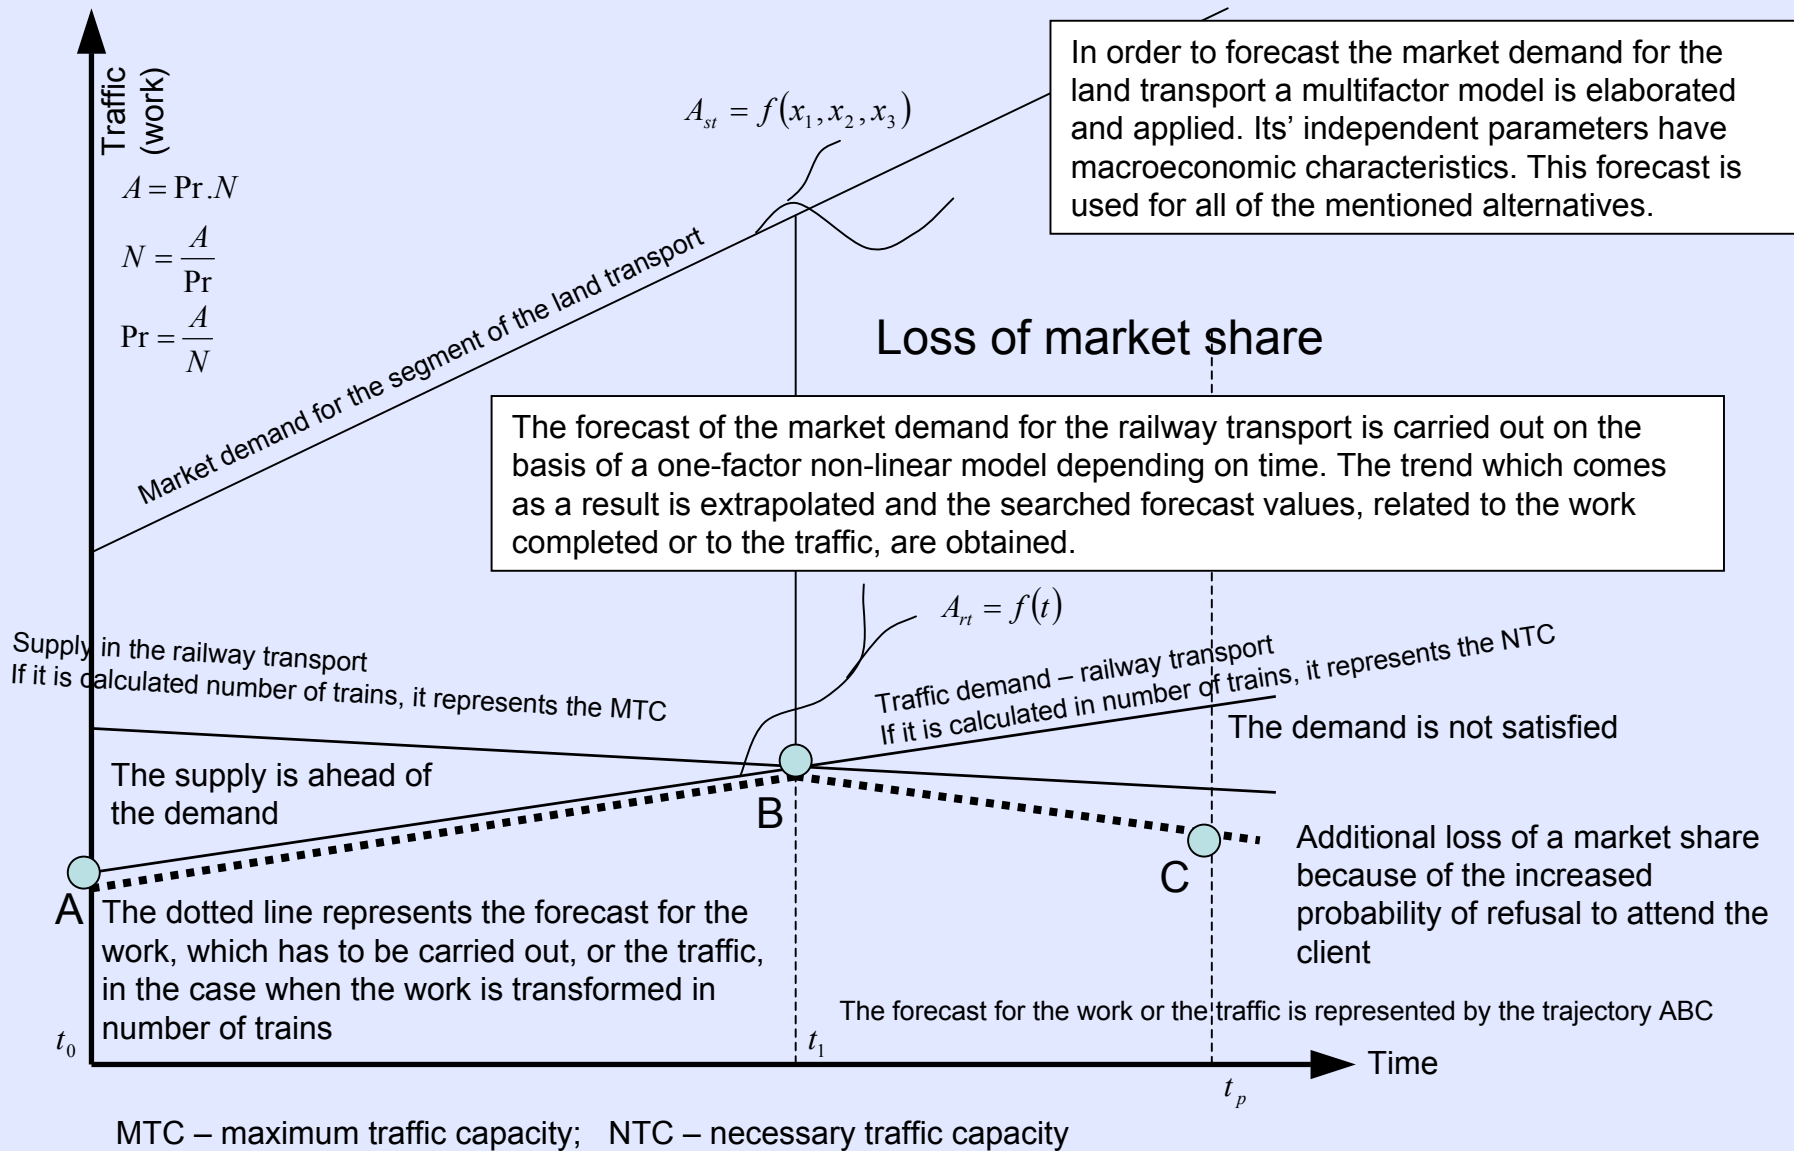 Traffic
(work)
A = Pr.N
N = A/Pr
Pr = A/N
A_st = f(x_1, x_2, x_3)
In order to forecast the market demand for the
land transport a multifactor model is elaborated
and applied. Its' independent parameters have
macroeconomic characteristics. This forecast is
used for all of the mentioned alternatives.
Market demand for the segment of the land transport
Loss of market share
The forecast of the market demand for the railway transport is carried out on the
basis of a one-factor non-linear model depending on time. The trend which comes
as a result is extrapolated and the searched forecast values, related to the work
completed or to the traffic, are obtained.
A_rt = f(t)
Supply in the railway transport
If it is calculated number of trains, it represents the MTC
Traffic demand – railway transport
If it is calculated in number of trains, it represents the NTC
The demand is not satisfied
The supply is ahead of
the demand
B
C
A
Additional loss of a market share
because of the increased
probability of refusal to attend the
client
The dotted line represents the forecast for the
work, which has to be carried out, or the traffic,
in the case when the work is transformed in
number of trains
The forecast for the work or the traffic is represented by the trajectory ABC
t_0
t_1
t_p
Time
MTC – maximum traffic capacity; NTC – necessary traffic capacity